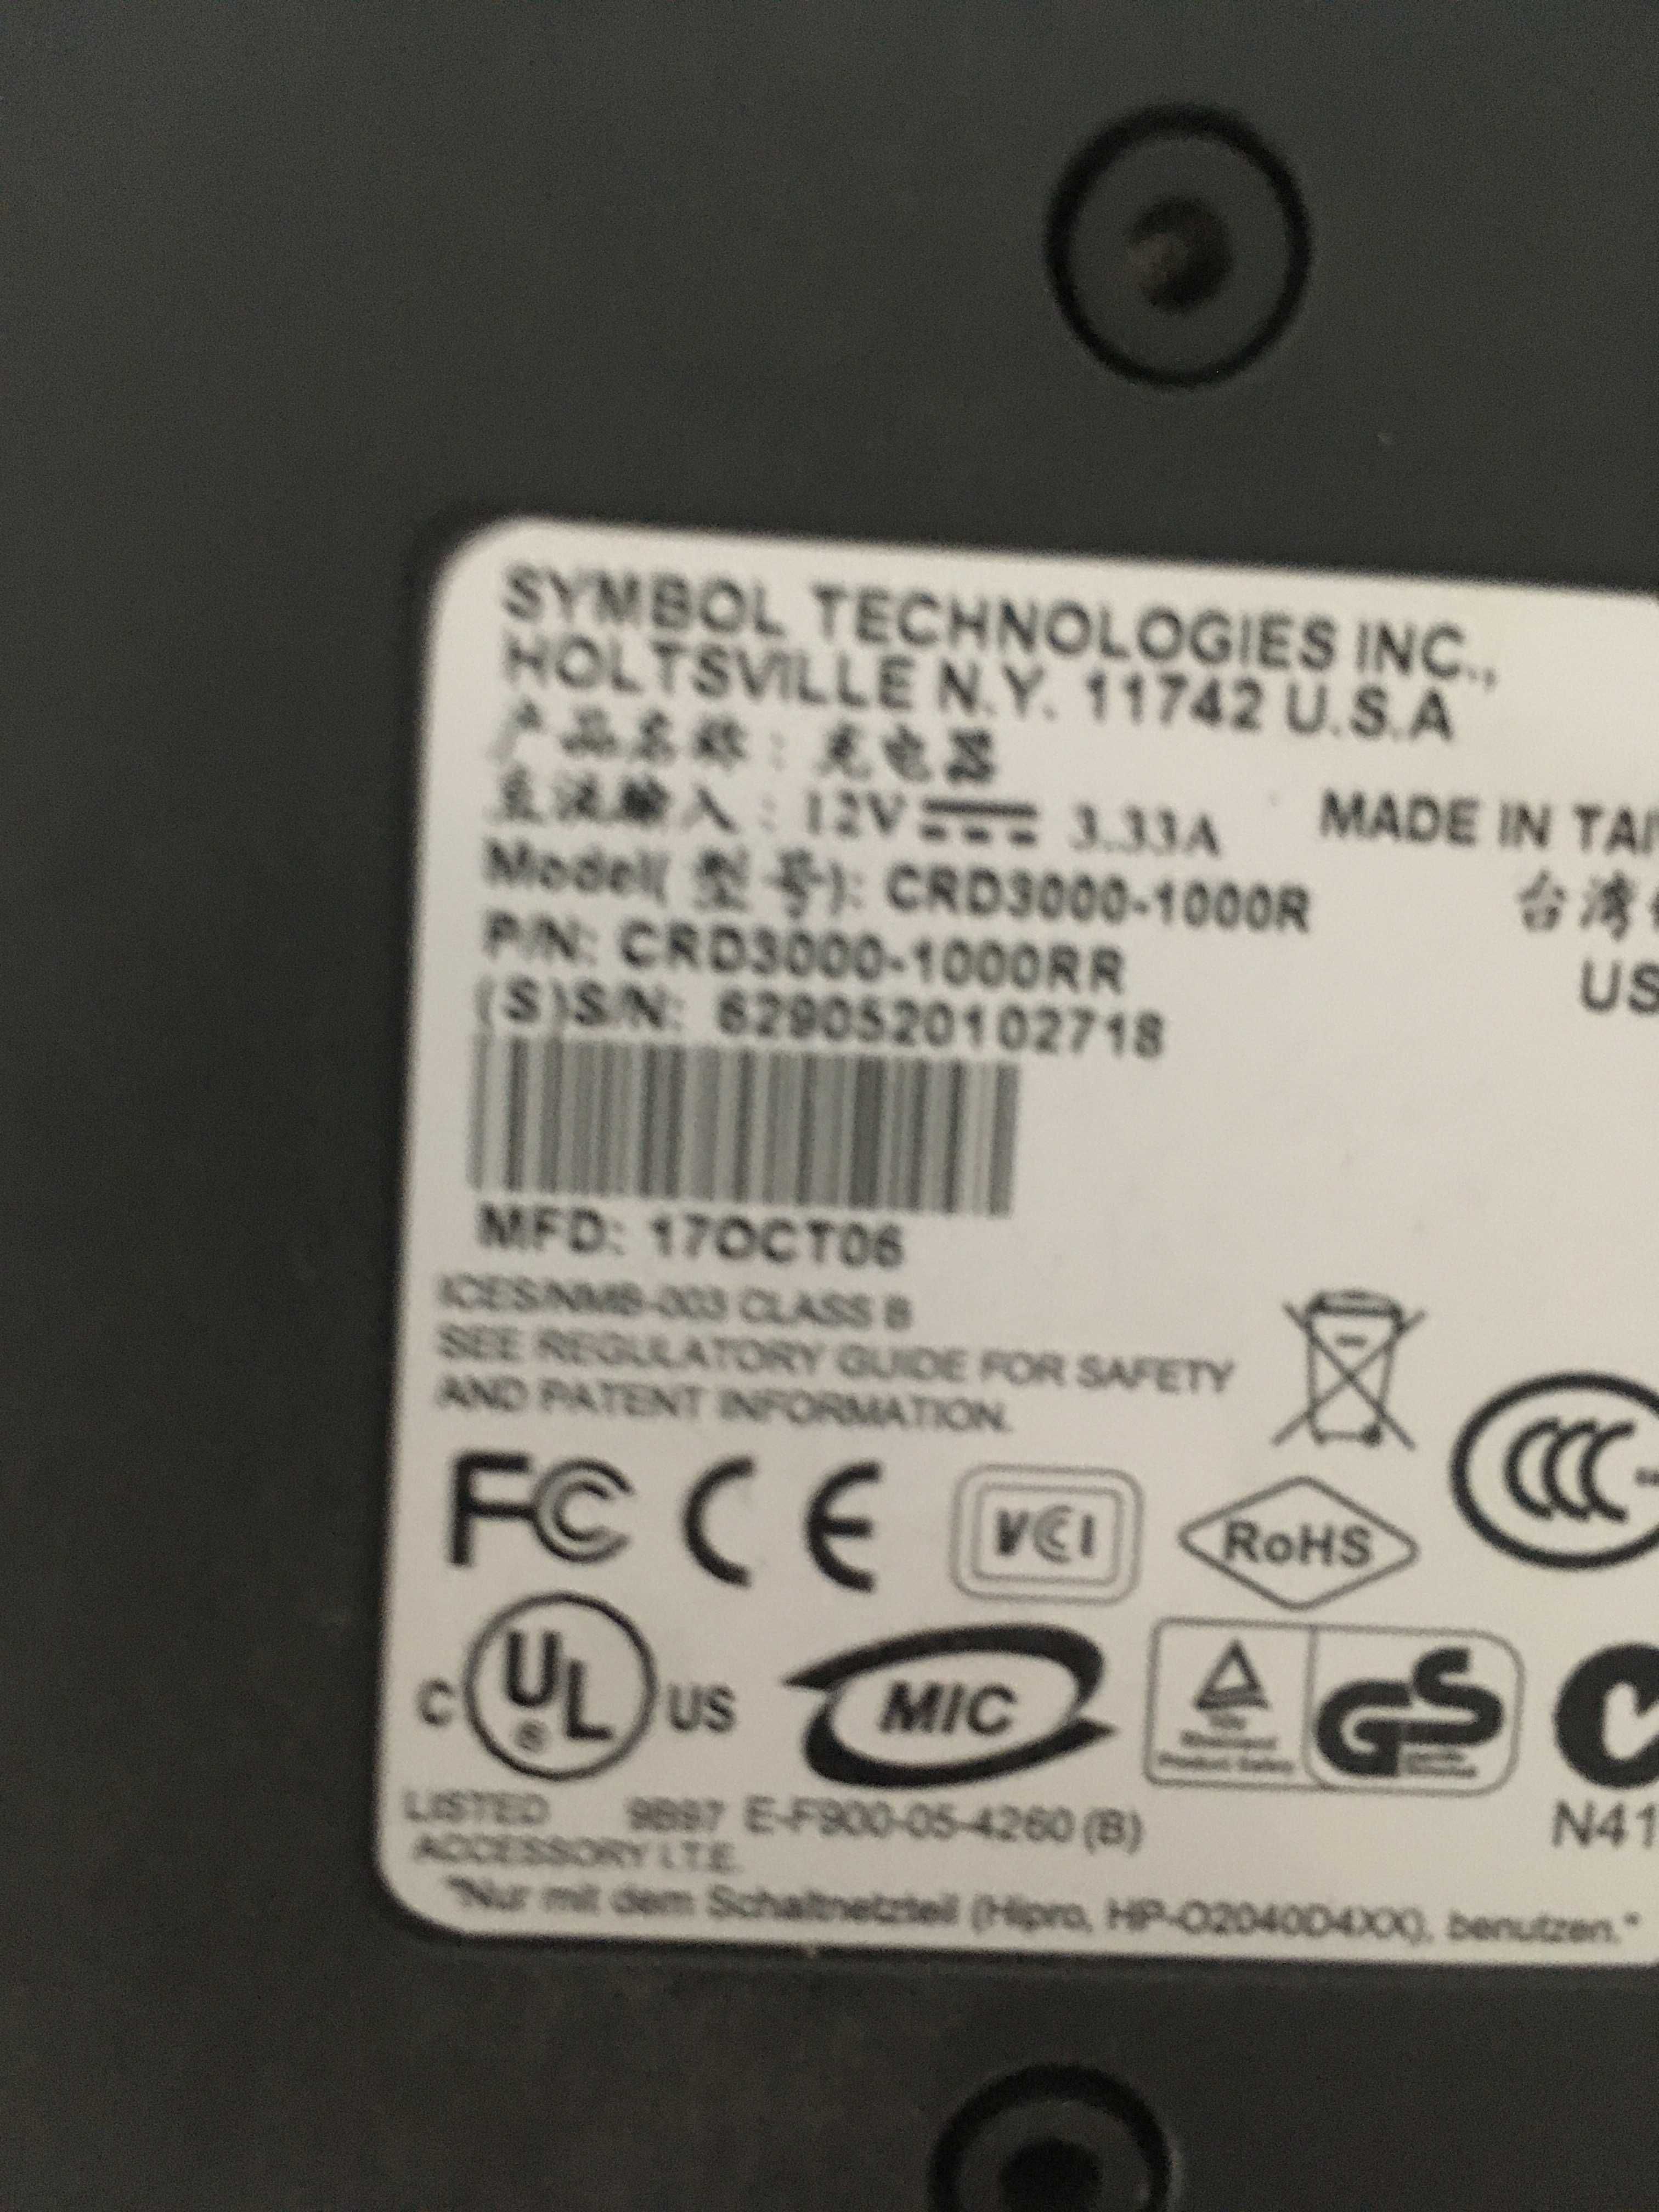 SYMBOL TECHNOLOGIES INC.,
HOLTSVILLE N.Y. 11742 U.S.A
产品名称：充电器
直流输入：12V 3.33A
MADE IN TAI
Model(型号): CRD3000-1000R
台湾
P/N: CRD3000-1000RR
US
(S)S/N: 6290520102718
MFD: 17OCT06
ICES/NMB-003 CLASS B
SEE REGULATORY GUIDE FOR SAFETY
AND PATENT INFORMATION.
FC CE VCI RoHS CCC
C UL® US MIC GS
LISTED 9B97 E-F900-05-4260 (B)
N41
ACCESSORY I.T.E.
"Nur mit dem Schaltnetzteil (Hipro, HP-O2040D4XX), benutzen."